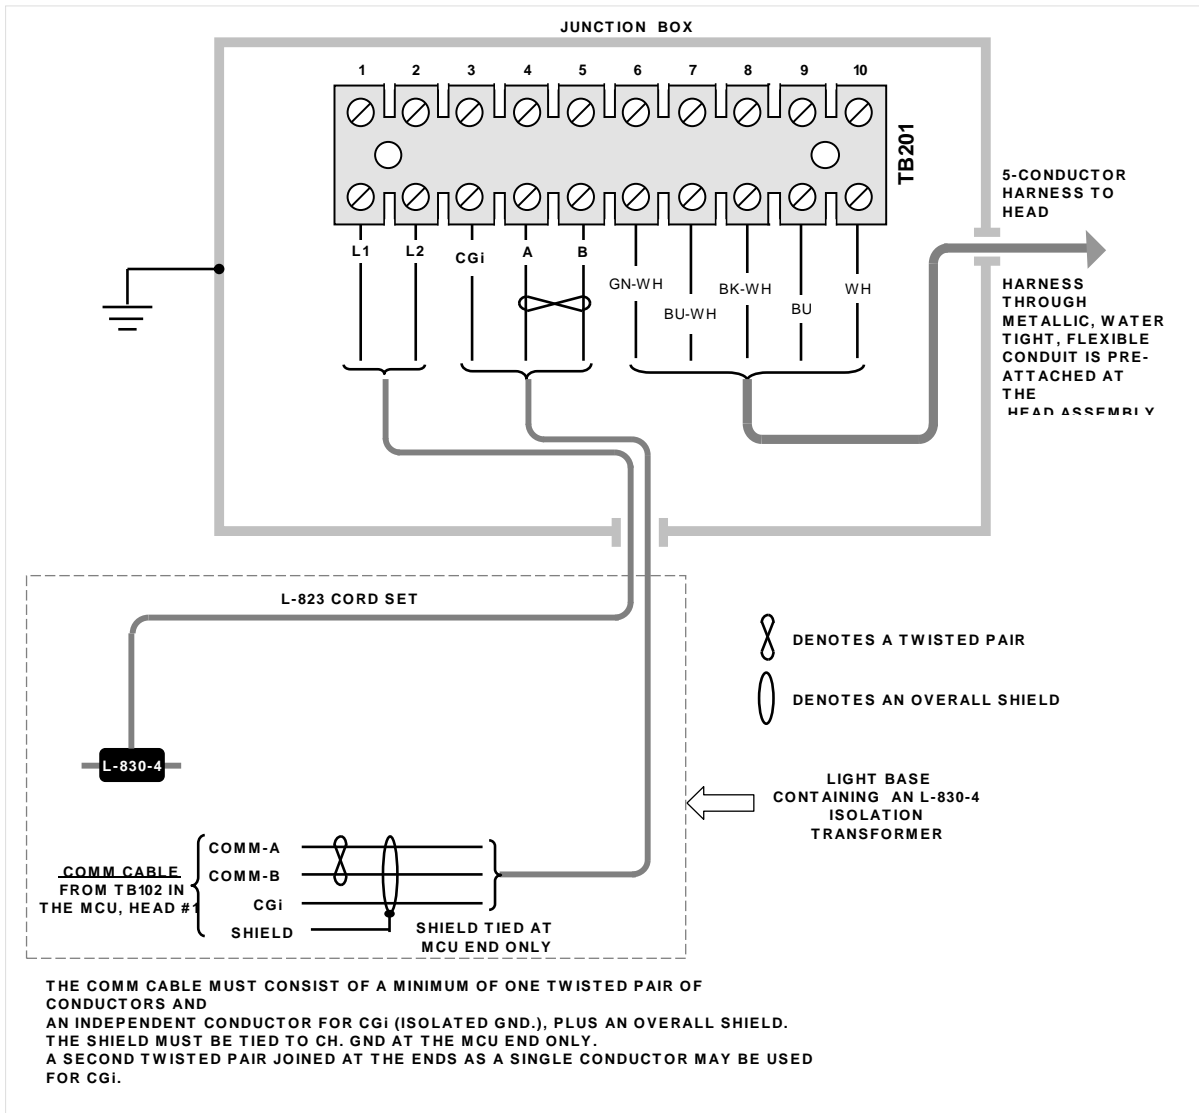 JUNCTION BOX
1 2 3 4 5 6 7 8 9 10
TB201
L1 L2 CGi A B
GN-WH
BU-WH
BK-WH
BU
WH
5-CONDUCTOR
HARNESS TO
HEAD
HARNESS
THROUGH
METALLIC, WATER
TIGHT, FLEXIBLE
CONDUIT IS PRE-
ATTACHED AT
THE
HEAD ASSEMBLY
L-823 CORD SET
L-830-4
DENOTES A TWISTED PAIR
DENOTES AN OVERALL SHIELD
LIGHT BASE
CONTAINING AN L-830-4
ISOLATION
TRANSFORMER
COMM CABLE
FROM TB102 IN
THE MCU, HEAD #1
COMM-A
COMM-B
CGi
SHIELD
SHIELD TIED AT
MCU END ONLY
THE COMM CABLE MUST CONSIST OF A MINIMUM OF ONE TWISTED PAIR OF
CONDUCTORS AND
AN INDEPENDENT CONDUCTOR FOR CGi (ISOLATED GND.), PLUS AN OVERALL SHIELD.
THE SHIELD MUST BE TIED TO CH. GND AT THE MCU END ONLY.
A SECOND TWISTED PAIR JOINED AT THE ENDS AS A SINGLE CONDUCTOR MAY BE USED
FOR CGi.